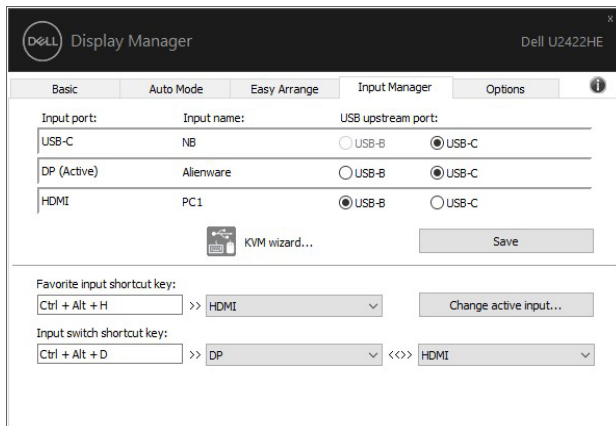 x
DELL Display Manager Dell U2422HE
Basic Auto Mode Easy Arrange Input Manager Options i
Input port: Input name: USB upstream port:
USB-C NB USB-B USB-C
DP (Active) Alienware USB-B USB-C
HDMI PC1 USB-B USB-C
KVM wizard... Save
Favorite input shortcut key:
Ctrl + Alt + H >> HDMI Change active input...
Input switch shortcut key:
Ctrl + Alt + D >> DP <<>> HDMI